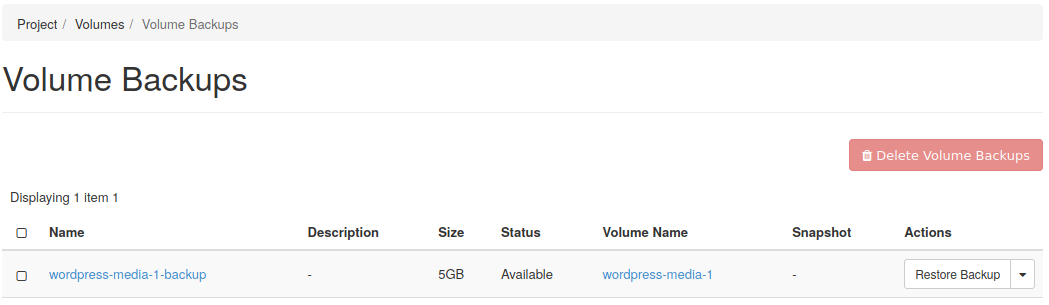 Project / Volumes / Volume Backups
Volume Backups
Delete Volume Backups
Displaying 1 item 1
Name Description Size Status Volume Name Snapshot Actions
wordpress-media-1-backup - 5GB Available wordpress-media-1 - Restore Backup